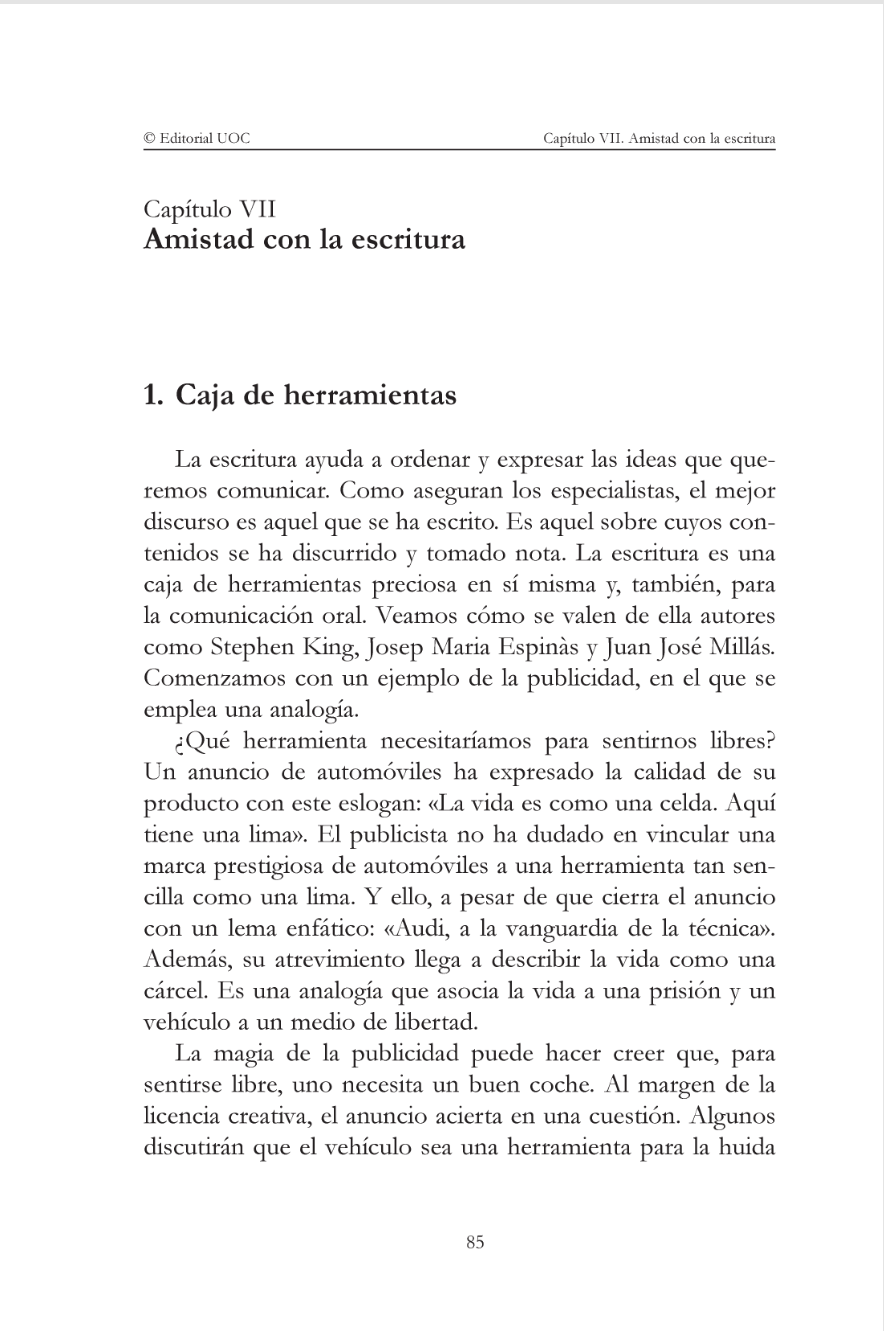 © Editorial UOC
Capítulo VII. Amistad con la escritura
Capítulo VII
Amistad con la escritura
1. Caja de herramientas
La escritura ayuda a ordenar y expresar las ideas que que-
remos comunicar. Como aseguran los especialistas, el mejor
discurso es aquel que se ha escrito. Es aquel sobre cuyos con-
tenidos se ha discurrido y tomado nota. La escritura es una
caja de herramientas preciosa en sí misma y, también, para
la comunicación oral. Veamos cómo se valen de ella autores
como Stephen King, Josep Maria Espinàs y Juan José Millás.
Comenzamos con un ejemplo de la publicidad, en el que se
emplea una analogía.
¿Qué herramienta necesitaríamos para sentirnos libres?
Un anuncio de automóviles ha expresado la calidad de su
producto con este eslogan: «La vida es como una celda. Aquí
tiene una lima». El publicista no ha dudado en vincular una
marca prestigiosa de automóviles a una herramienta tan sen-
cilla como una lima. Y ello, a pesar de que cierra el anuncio
con un lema enfático: «Audi, a la vanguardia de la técnica».
Además, su atrevimiento llega a describir la vida como una
cárcel. Es una analogía que asocia la vida a una prisión y un
vehículo a un medio de libertad.
La magia de la publicidad puede hacer creer que, para
sentirse libre, uno necesita un buen coche. Al margen de la
licencia creativa, el anuncio acierta en una cuestión. Algunos
discutirán que el vehículo sea una herramienta para la huida
85